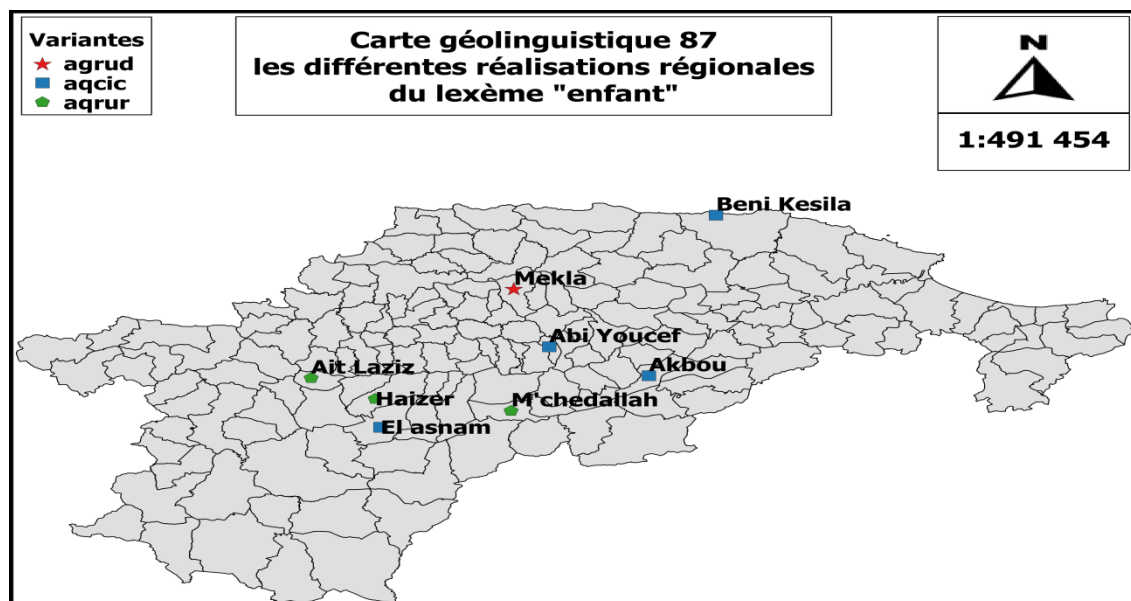 Variantes
agrud
aqcic
aqrur
Carte géolinguistique 87
les différentes réalisations régionales
du lexème "enfant"
N
1:491 454
Beni Kesila
Mekla
Abi Youcef
Ait Laziz
Akbou
Haizer
M'chedallah
El asnam